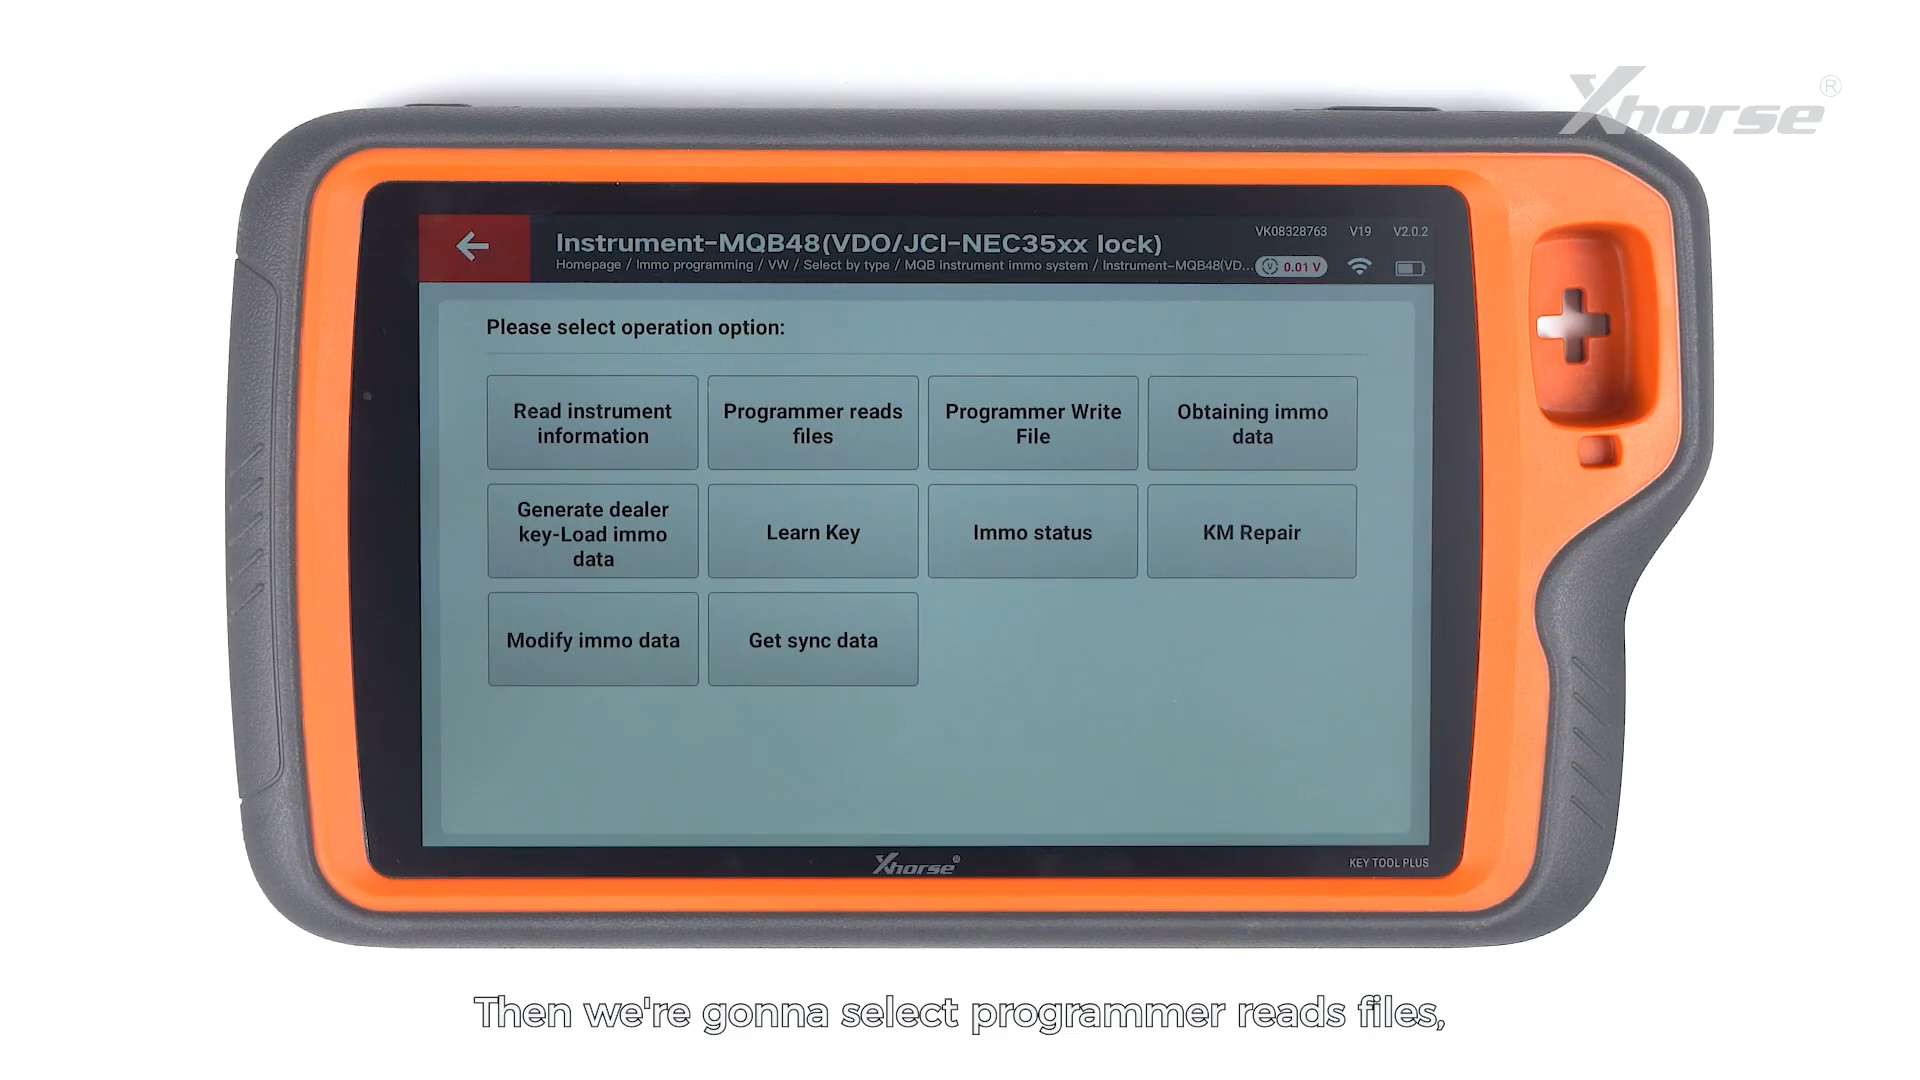 Xhorse®
Instrument-MQB48(VDO/JCI-NEC35xx lock)
VK08328763 V19 V2.0.2
Homepage / Immo programming / VW / Select by type / MQB instrument immo system / Instrument-MQB48(VD...
0.01 V
Please select operation option:
Read instrument
information
Programmer reads
files
Programmer Write
File
Obtaining immo
data
Generate dealer
key-Load immo
data
Learn Key
Immo status
KM Repair
Modify immo data
Get sync data
Xhorse®
KEY TOOL PLUS
Then we're gonna select programmer reads files,